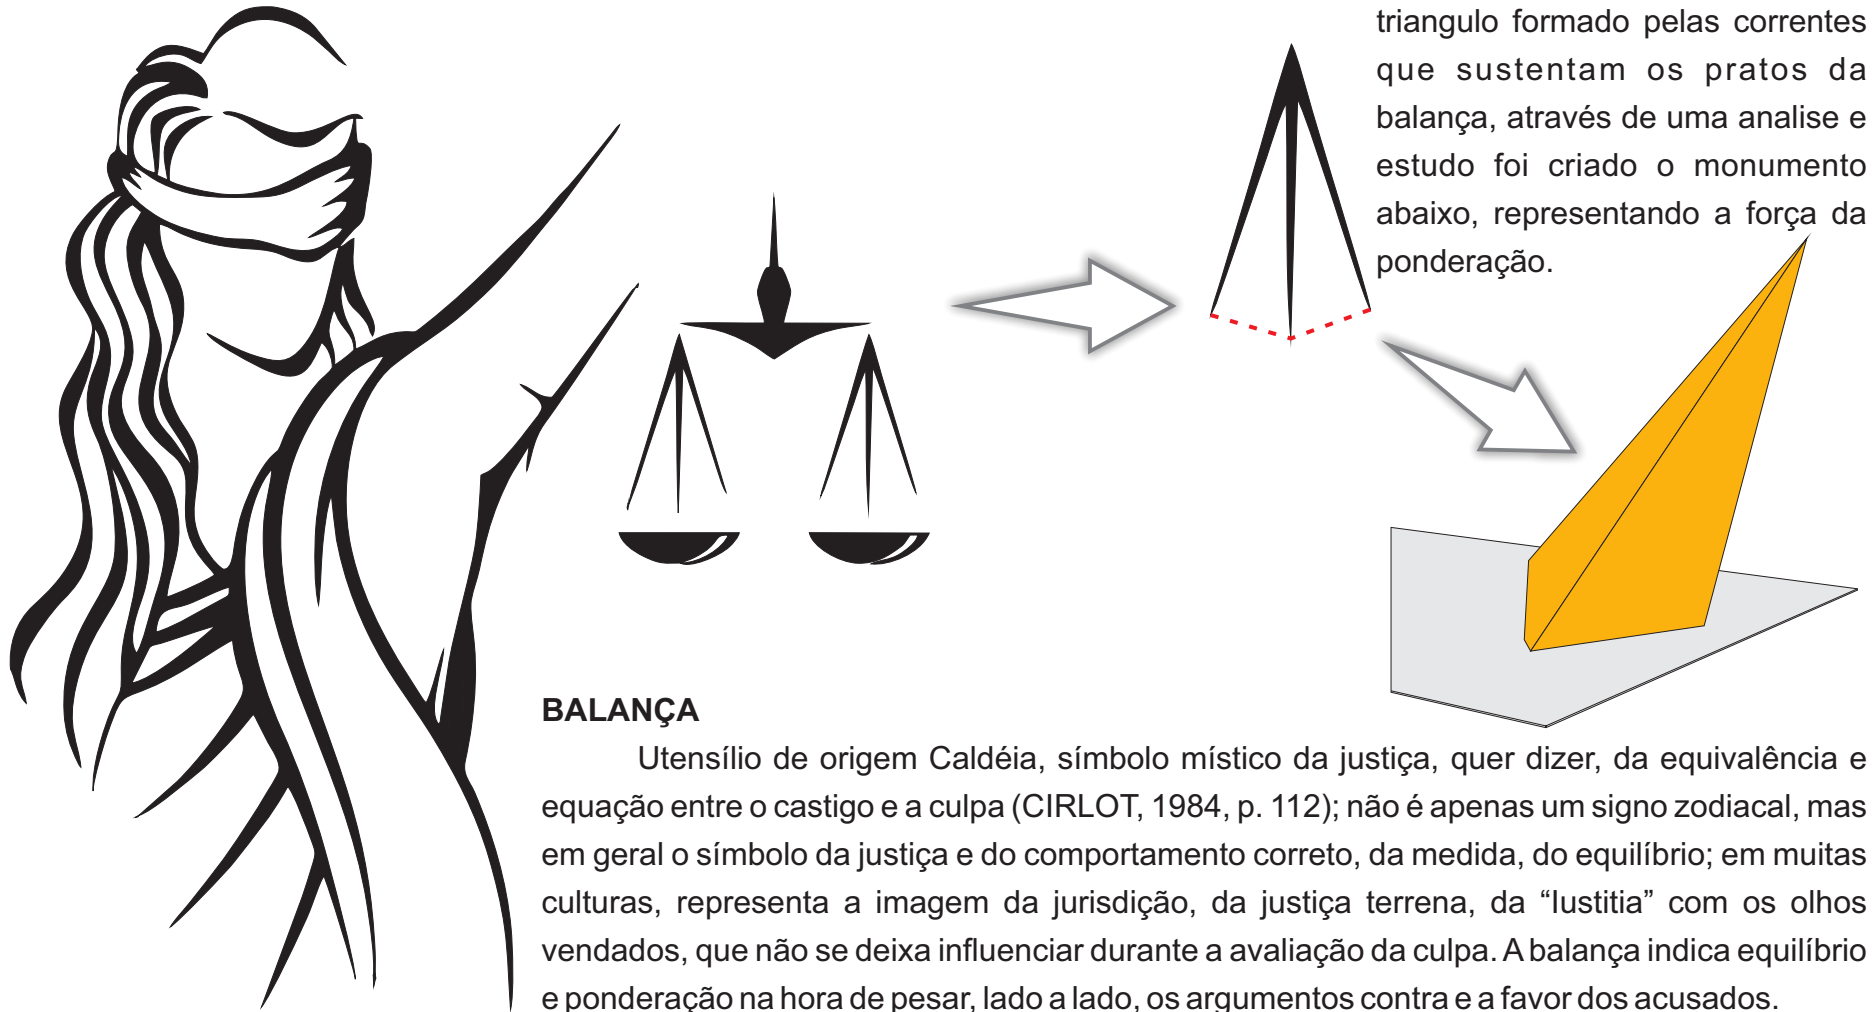 triangulo formado pelas correntes
que sustentam os pratos da
balança, através de uma analise e
estudo foi criado o monumento
abaixo, representando a força da
ponderação.
BALANÇA
Utensílio de origem Caldéia, símbolo místico da justiça, quer dizer, da equivalência e
equação entre o castigo e a culpa (CIRLOT, 1984, p. 112); não é apenas um signo zodiacal, mas
em geral o símbolo da justiça e do comportamento correto, da medida, do equilíbrio; em muitas
culturas, representa a imagem da jurisdição, da justiça terrena, da “Iustitia” com os olhos
vendados, que não se deixa influenciar durante a avaliação da culpa. A balança indica equilíbrio
e ponderação na hora de pesar, lado a lado, os argumentos contra e a favor dos acusados.